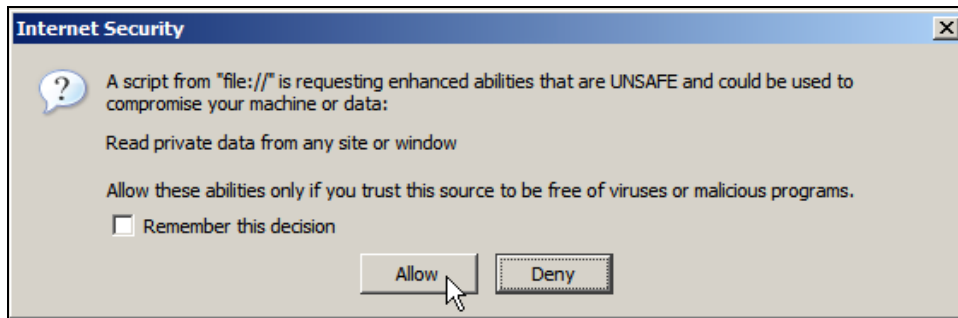 Internet Security
A script from "file://" is requesting enhanced abilities that are UNSAFE and could be used to
compromise your machine or data:
Read private data from any site or window
Allow these abilities only if you trust this source to be free of viruses or malicious programs.
Remember this decision
Allow
Deny